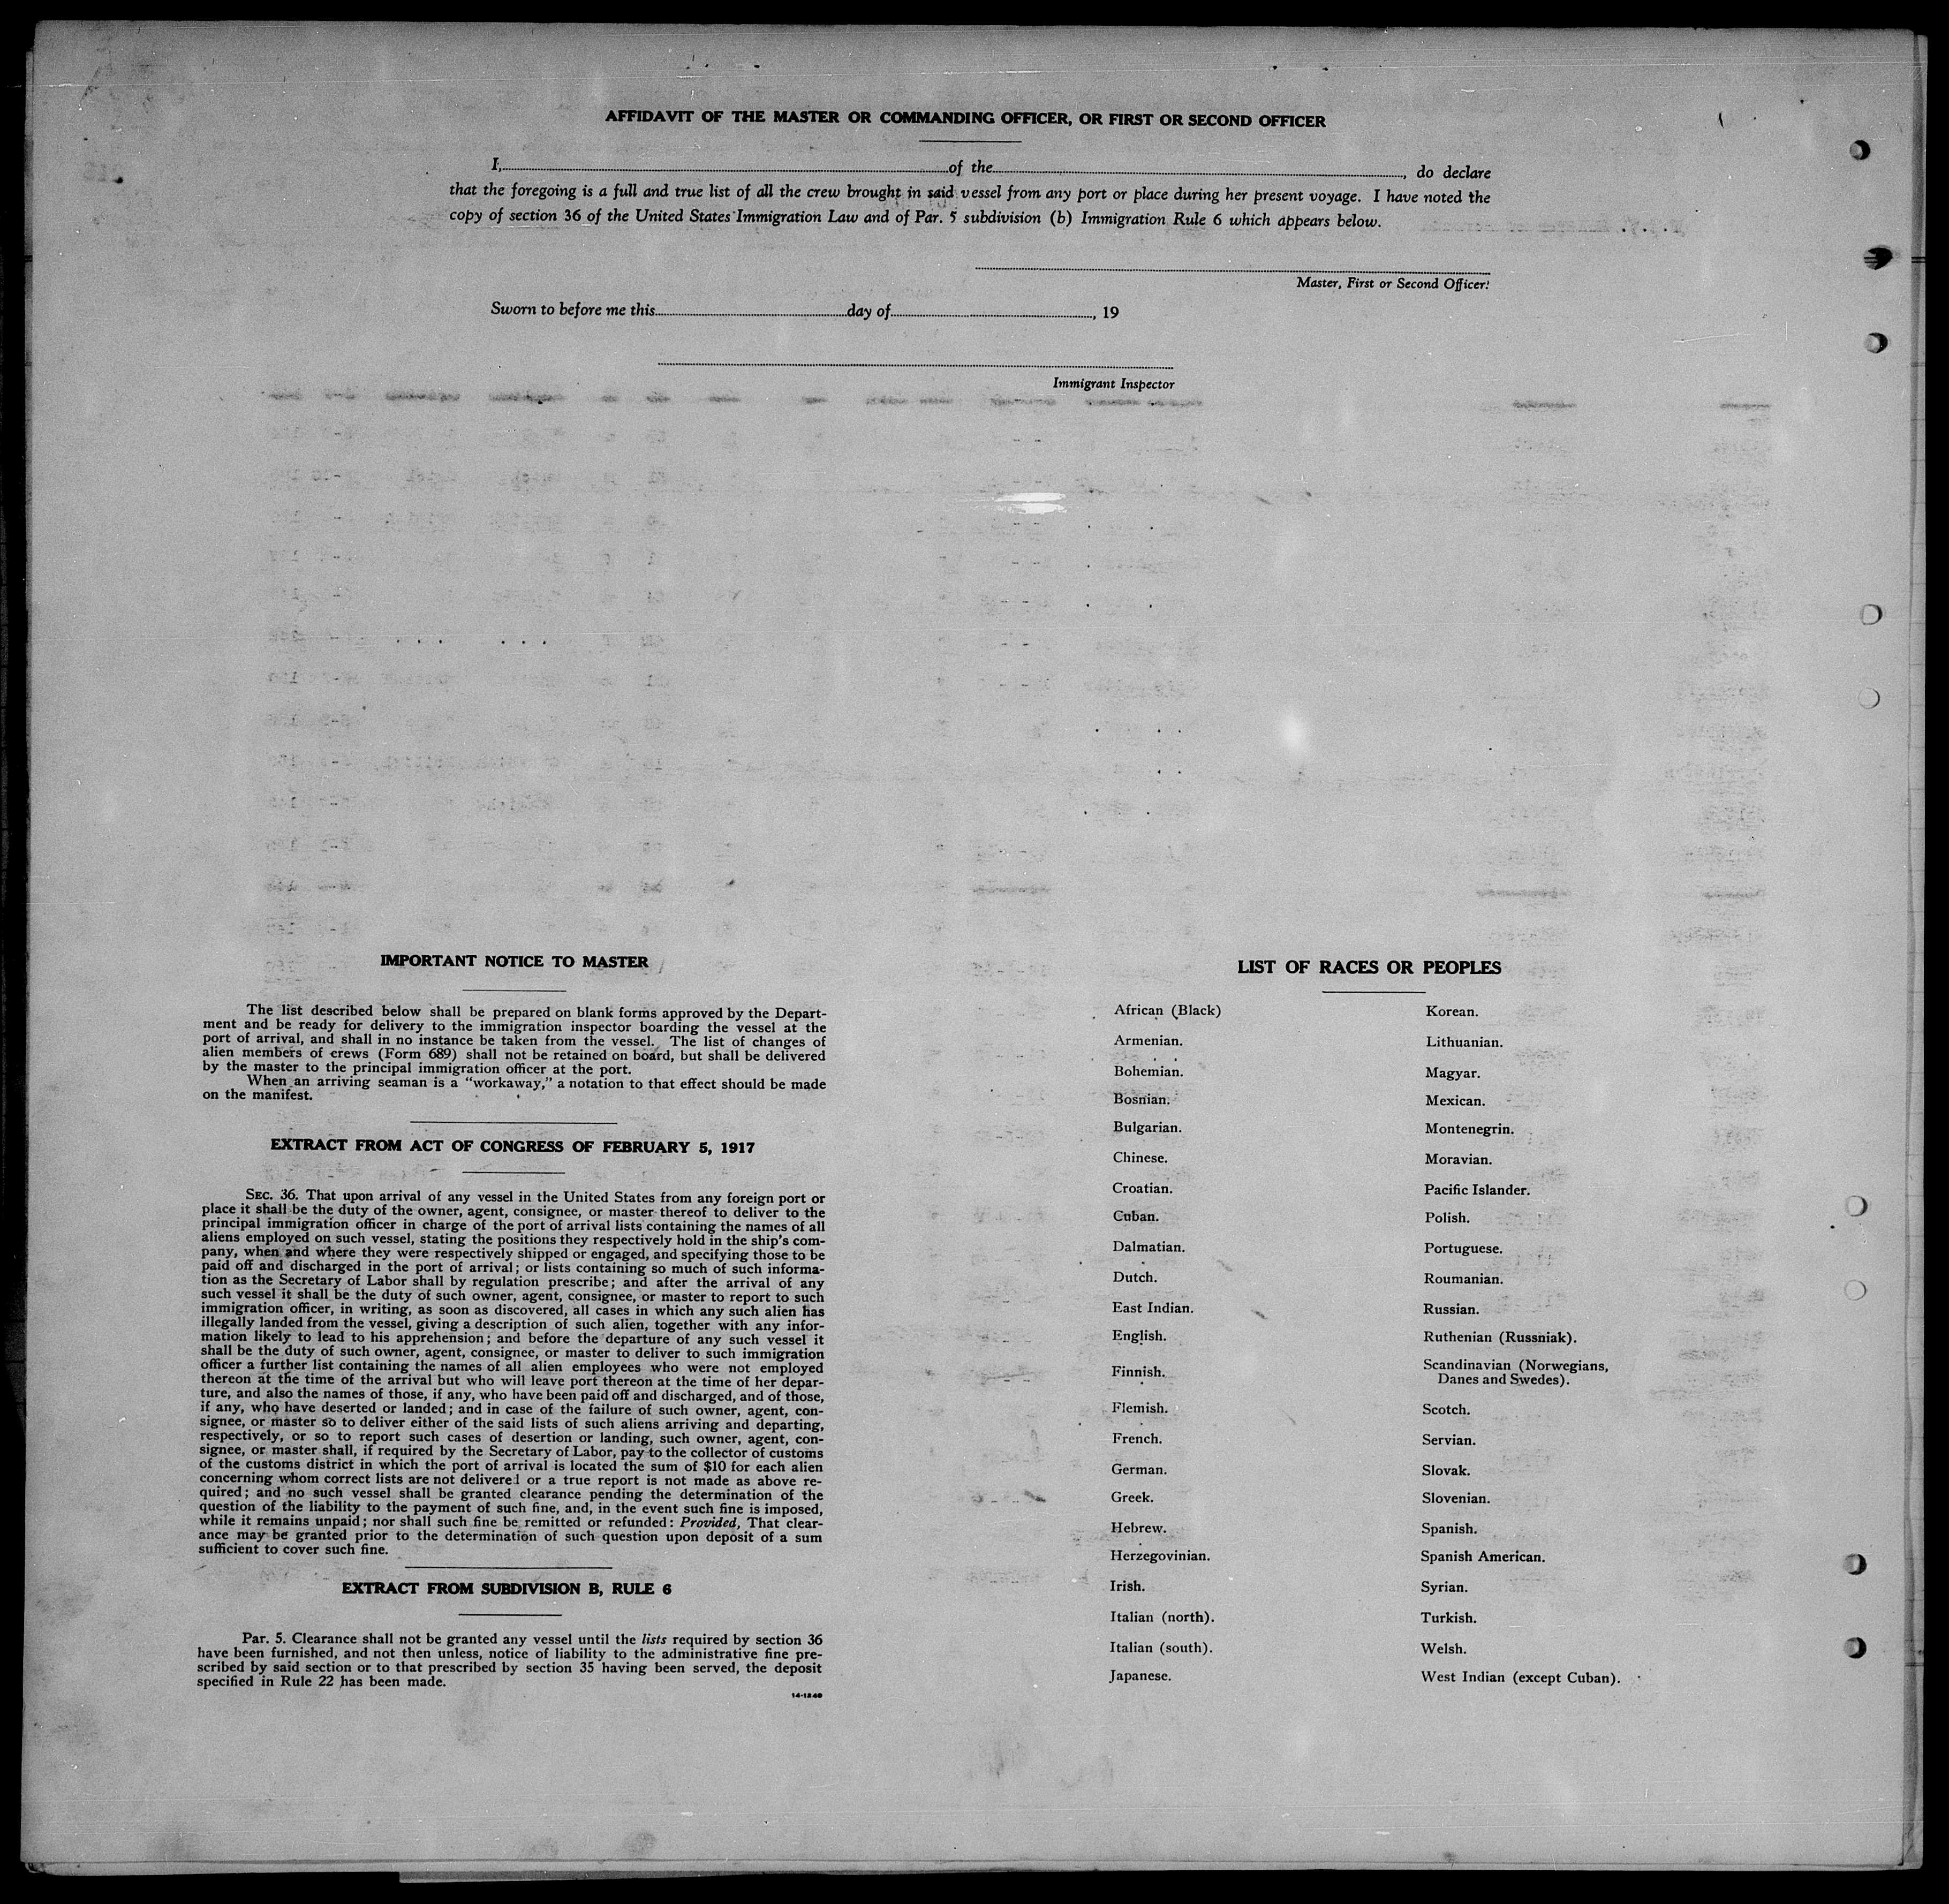 AFFIDAVIT OF THE MASTER OR COMMANDING OFFICER, OR FIRST OR SECOND OFFICER
I, of the , do declare
that the foregoing is a full and true list of all the crew brought in said vessel from any port or place during her present voyage. I have noted the
copy of section 36 of the United States Immigration Law and of Par. 5 subdivision (b) Immigration Rule 6 which appears below.
Master, First or Second Officer.
Sworn to before me this day of , 19
Immigrant Inspector
IMPORTANT NOTICE TO MASTER
The list described below shall be prepared on blank forms approved by the Depart-
ment and be ready for delivery to the immigration inspector boarding the vessel at the
port of arrival, and shall in no instance be taken from the vessel. The list of changes of
alien members of crews (Form 689) shall not be retained on board, but shall be delivered
by the master to the principal immigration officer at the port.
When an arriving seaman is a “workaway,” a notation to that effect should be made
on the manifest.
EXTRACT FROM ACT OF CONGRESS OF FEBRUARY 5, 1917
SEC. 36. That upon arrival of any vessel in the United States from any foreign port or
place it shall be the duty of the owner, agent, consignee, or master thereof to deliver to the
principal immigration officer in charge of the port of arrival lists containing the names of all
aliens employed on such vessel, stating the positions they respectively hold in the ship's com-
pany, when and where they were respectively shipped or engaged, and specifying those to be
paid off and discharged in the port of arrival; or lists containing so much of such informa-
tion as the Secretary of Labor shall by regulation prescribe; and after the arrival of any
such vessel it shall be the duty of such owner, agent, consignee, or master to report to such
immigration officer, in writing, as soon as discovered, all cases in which any such alien has
illegally landed from the vessel, giving a description of such alien, together with any infor-
mation likely to lead to his apprehension; and before the departure of any such vessel it
shall be the duty of such owner, agent, consignee, or master to deliver to such immigration
officer a further list containing the names of all alien employees who were not employed
thereon at the time of the arrival but who will leave port thereon at the time of her depar-
ture, and also the names of those, if any, who have been paid off and discharged, and of those,
if any, who have deserted or landed; and in case of the failure of such owner, agent, con-
signee, or master so to deliver either of the said lists of such aliens arriving and departing,
respectively, or so to report such cases of desertion or landing, such owner, agent, con-
signee, or master shall, if required by the Secretary of Labor, pay to the collector of customs
of the customs district in which the port of arrival is located the sum of $10 for each alien
concerning whom correct lists are not delivered or a true report is not made as above re-
quired; and no such vessel shall be granted clearance pending the determination of the
question of the liability to the payment of such fine, and, in the event such fine is imposed,
while it remains unpaid; nor shall such fine be remitted or refunded: Provided, That clear-
ance may be granted prior to the determination of such question upon deposit of a sum
sufficient to cover such fine.
EXTRACT FROM SUBDIVISION B, RULE 6
Par. 5. Clearance shall not be granted any vessel until the lists required by section 36
have been furnished, and not then unless, notice of liability to the administrative fine pre-
scribed by said section or to that prescribed by section 35 having been served, the deposit
specified in Rule 22 has been made.
14-1240
LIST OF RACES OR PEOPLES
African (Black)
Armenian.
Bohemian.
Bosnian.
Bulgarian.
Chinese.
Croatian.
Cuban.
Dalmatian.
Dutch.
East Indian.
English.
Finnish.
Flemish.
French.
German.
Greek.
Hebrew.
Herzegovinian.
Irish.
Italian (north).
Italian (south).
Japanese.
Korean.
Lithuanian.
Magyar.
Mexican.
Montenegrin.
Moravian.
Pacific Islander.
Polish.
Portuguese.
Roumanian.
Russian.
Ruthenian (Russniak).
Scandinavian (Norwegians,
Danes and Swedes).
Scotch.
Servian.
Slovak.
Slovenian.
Spanish.
Spanish American.
Syrian.
Turkish.
Welsh.
West Indian (except Cuban).